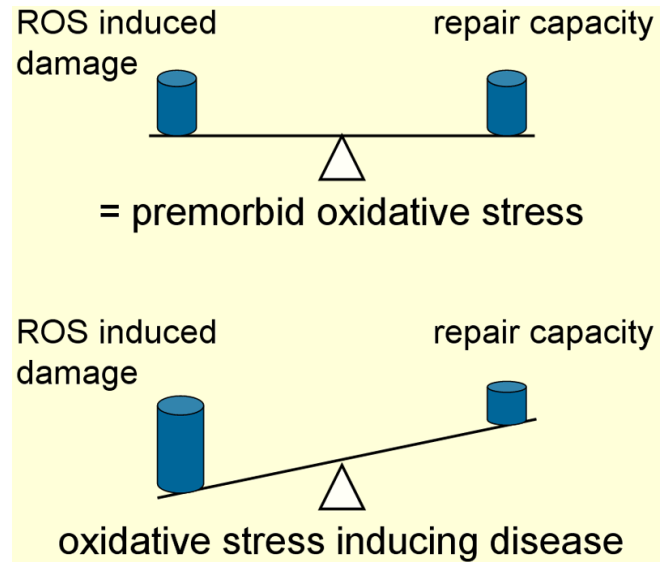 ROS induced
damage
repair capacity
= premorbid oxidative stress
ROS induced
damage
repair capacity
oxidative stress inducing disease